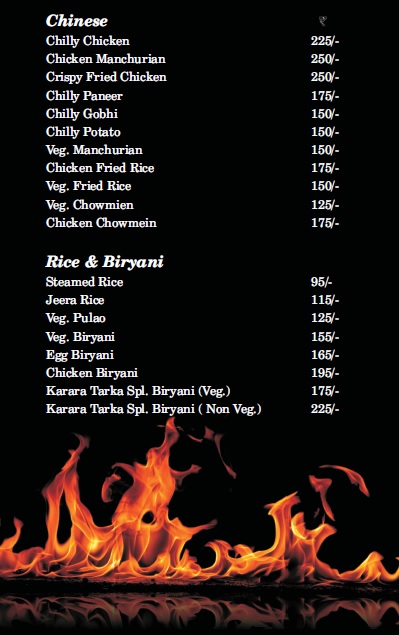 Chinese ₹
Chilly Chicken 225/-
Chicken Manchurian 250/-
Crispy Fried Chicken 250/-
Chilly Paneer 175/-
Chilly Gobhi 150/-
Chilly Potato 150/-
Veg. Manchurian 150/-
Chicken Fried Rice 175/-
Veg. Fried Rice 150/-
Veg. Chowmien 125/-
Chicken Chowmein 175/-
Rice & Biryani
Steamed Rice 95/-
Jeera Rice 115/-
Veg. Pulao 125/-
Veg. Biryani 155/-
Egg Biryani 165/-
Chicken Biryani 195/-
Karara Tarka Spl. Biryani (Veg.) 175/-
Karara Tarka Spl. Biryani ( Non Veg.) 225/-